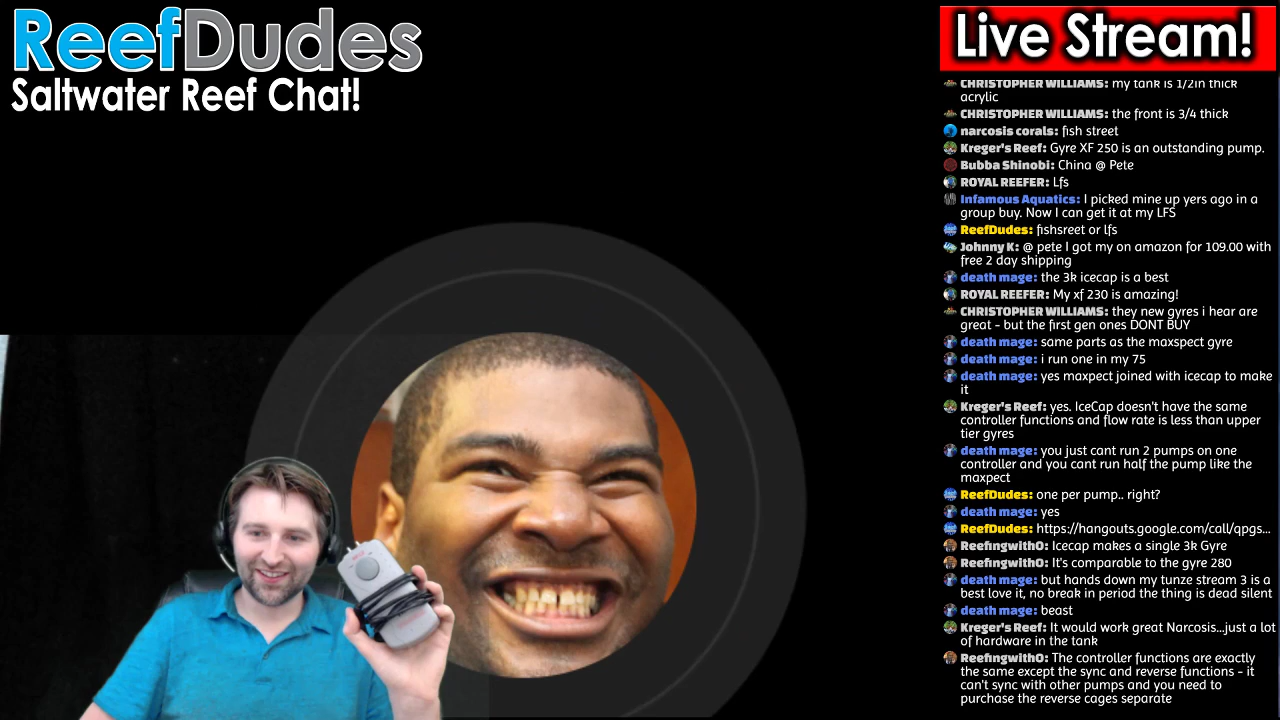 ReefDudes
Saltwater Reef Chat!
Live Stream!
CHRISTOPHER WILLIAMS: my tank is 1/2in thick
acrylic
CHRISTOPHER WILLIAMS: the front is 3/4 thick
narcosis corals: fish street
Kreger's Reef: Gyre XF 250 is an outstanding pump.
Bubba Shinobi: China @ Pete
ROYAL REEFER: Lfs
Infamous Aquatics: I picked mine up yers ago in a
group buy. Now I can get it at my LFS
ReefDudes: fishsreet or lfs
Johnny K: @ pete I got my on amazon for 109.00 with
free 2 day shipping
death mage: the 3k icecap is a best
ROYAL REEFER: My xf 230 is amazing!
CHRISTOPHER WILLIAMS: they new gyres i hear are
great - but the first gen ones DONT BUY
death mage: same parts as the maxspect gyre
death mage: i run one in my 75
death mage: yes maxpect joined with icecap to make
it
Kreger's Reef: yes. IceCap doesn't have the same
controller functions and flow rate is less than upper
tier gyres
death mage: you just cant run 2 pumps on one
controller and you cant run half the pump like the
maxpect
ReefDudes: one per pump.. right?
death mage: yes
ReefDudes: https://hangouts.google.com/call/qpgs...
ReefingwithO: Icecap makes a single 3k Gyre
ReefingwithO: It's comparable to the gyre 280
death mage: but hands down my tunze stream 3 is a
best love it, no break in period the thing is dead silent
death mage: beast
Kreger's Reef: It would work great Narcosis...just a lot
of hardware in the tank
ReefingwithO: The controller functions are exactly
the same except the sync and reverse functions - it
can't sync with other pumps and you need to
purchase the reverse cages separate